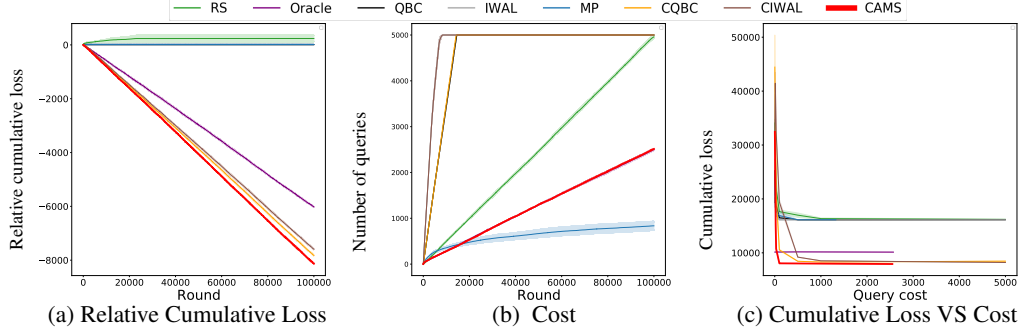 RS Oracle QBC IWAL MP CQBC CIWAL CAMS
Relative cumulative loss
0
−2000
−4000
−6000
−8000
0 20000 40000 60000 80000 100000
Round
(a) Relative Cumulative Loss
Number of queries
5000
4000
3000
2000
1000
0
0 20000 40000 60000 80000 100000
Round
(b) Cost
Cumulative loss
50000
40000
30000
20000
10000
0 1000 2000 3000 4000 5000
Query cost
(c) Cumulative Loss VS Cost